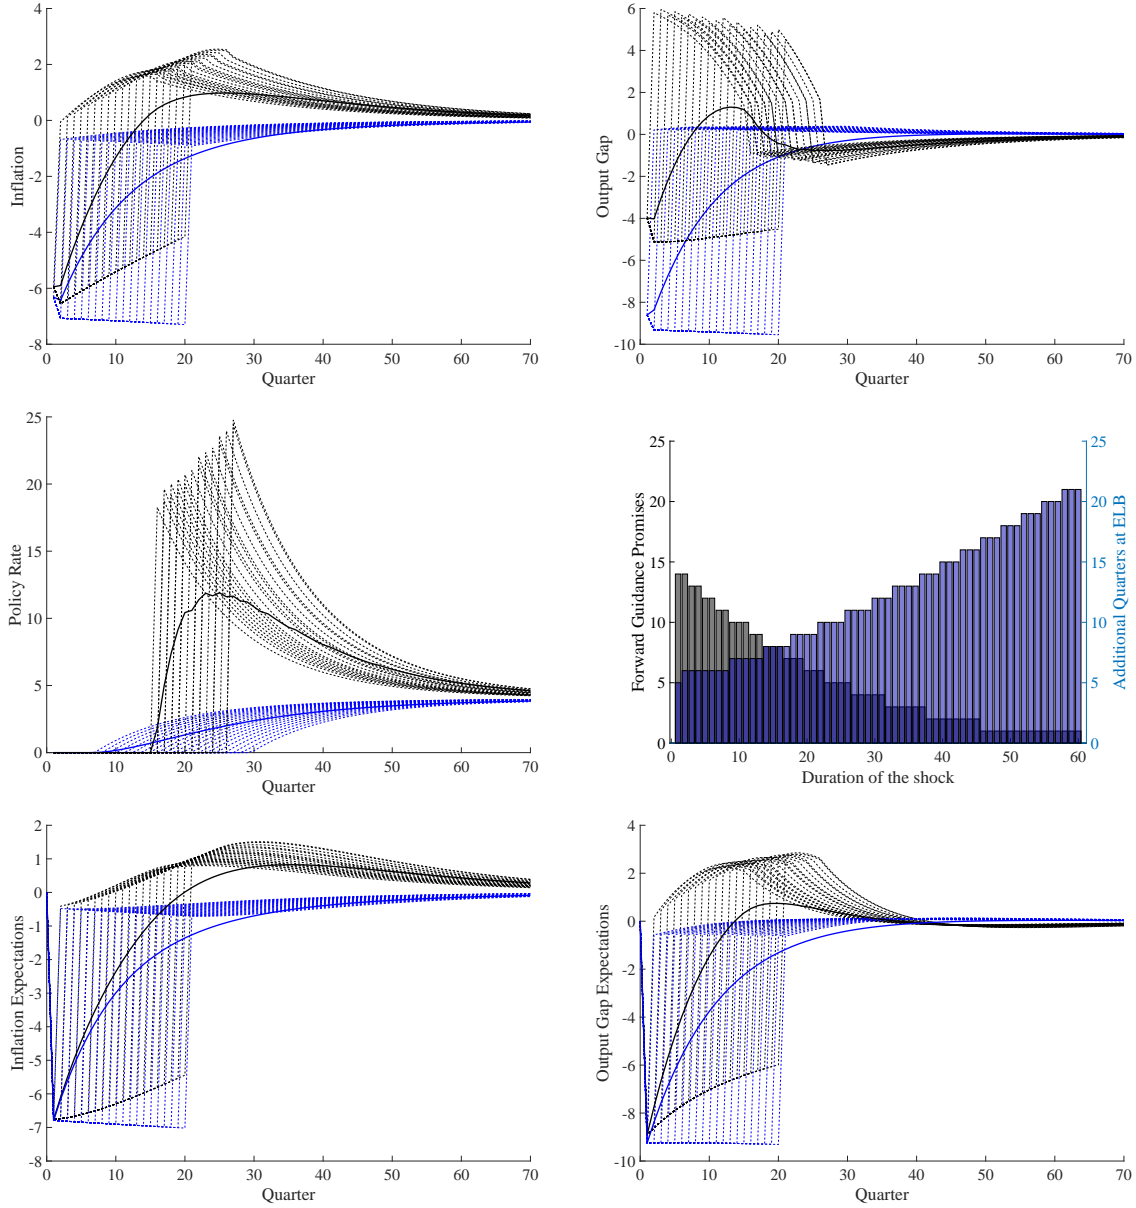 4
2
0
-2
-4
-6
-8
Inflation
0 10 20 30 40 50 60 70
Quarter
6
4
2
0
-2
-4
-6
-8
-10
Output Gap
0 10 20 30 40 50 60 70
Quarter
25
20
15
10
5
0
Policy Rate
0 10 20 30 40 50 60 70
Quarter
25
20
15
10
5
0
Forward Guidance Promises
25
20
15
10
5
0
Additional Quarters at ELB
0 10 20 30 40 50 60
Duration of the shock
2
1
0
-1
-2
-3
-4
-5
-6
-7
-8
Inflation Expectations
0 10 20 30 40 50 60 70
Quarter
4
2
0
-2
-4
-6
-8
-10
Output Gap Expectations
0 10 20 30 40 50 60 70
Quarter